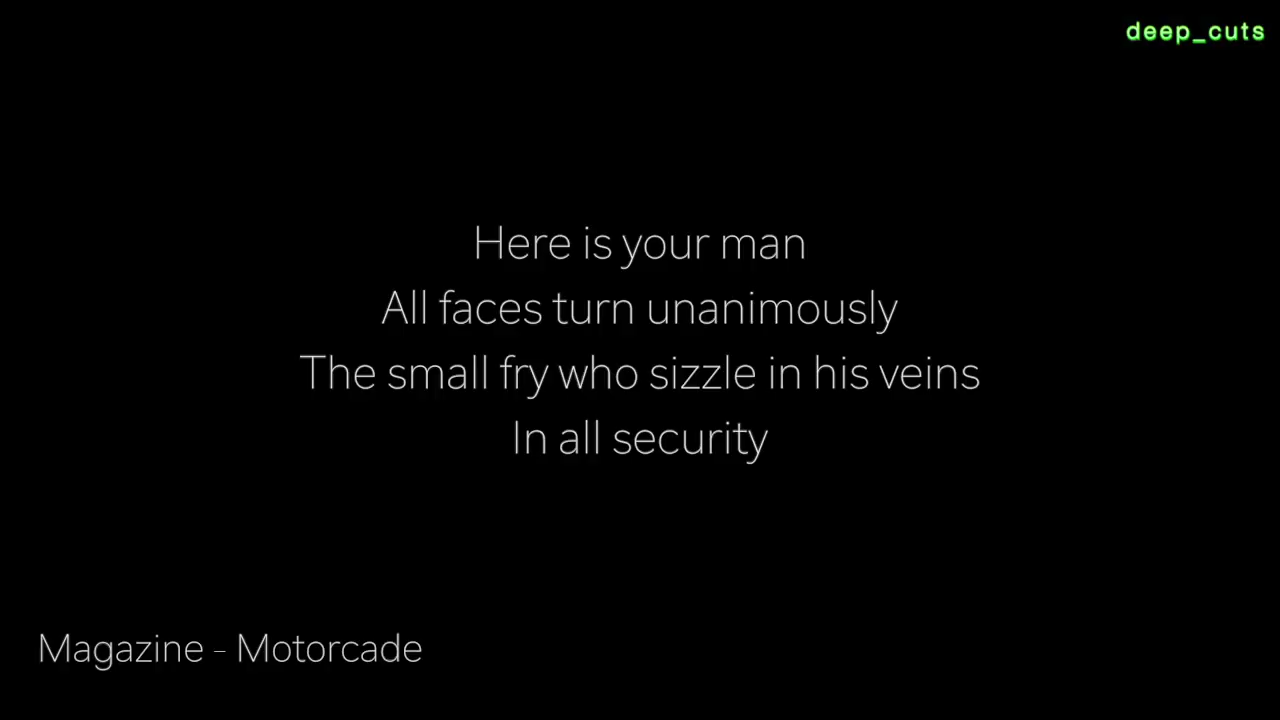 deep_cuts
Here is your man
All faces turn unanimously
The small fry who sizzle in his veins
In all security
Magazine - Motorcade